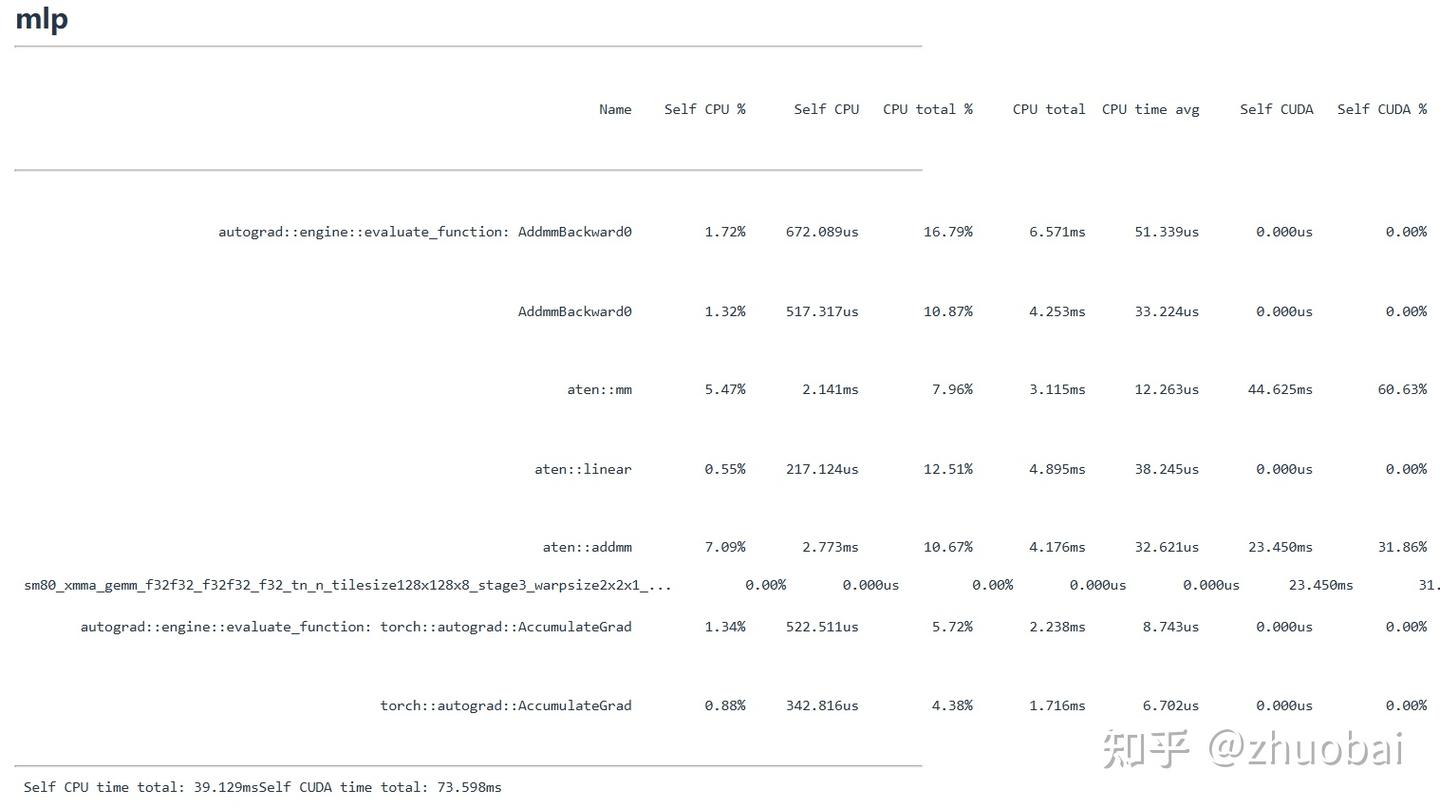 mlp
Name Self CPU % Self CPU CPU total % CPU total CPU time avg Self CUDA Self CUDA %
autograd::engine::evaluate_function: AddmmBackward0 1.72% 672.089us 16.79% 6.571ms 51.339us 0.000us 0.00%
AddmmBackward0 1.32% 517.317us 10.87% 4.253ms 33.224us 0.000us 0.00%
aten::mm 5.47% 2.141ms 7.96% 3.115ms 12.263us 44.625ms 60.63%
aten::linear 0.55% 217.124us 12.51% 4.895ms 38.245us 0.000us 0.00%
aten::addmm 7.09% 2.773ms 10.67% 4.176ms 32.621us 23.450ms 31.86%
sm80_xmma_gemm_f32f32_f32f32_f32_tn_n_tilesize128x128x8_stage3_warpsize2x2x1_... 0.00% 0.000us 0.00% 0.000us 0.000us 23.450ms 31.
autograd::engine::evaluate_function: torch::autograd::AccumulateGrad 1.34% 522.511us 5.72% 2.238ms 8.743us 0.000us 0.00%
torch::autograd::AccumulateGrad 0.88% 342.816us 4.38% 1.716ms 6.702us 0.000us 0.00%
知乎 @zhuobai
Self CPU time total: 39.129msSelf CUDA time total: 73.598ms